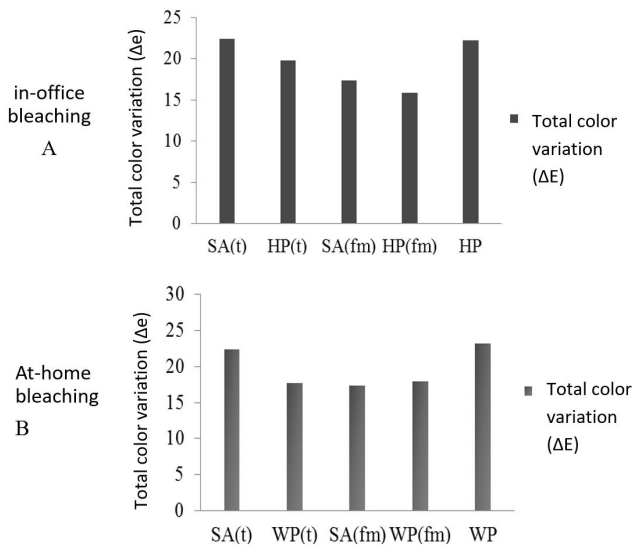 in-office
bleaching
A
Total color variation (Δe)
25
20
15
10
5
0
SA(t) HP(t) SA(fm) HP(fm) HP
Total color
variation
(ΔE)
At-home
bleaching
B
Total color variation (Δe)
30
25
20
15
10
5
0
SA(t) WP(t) SA(fm) WP(fm) WP
Total color
variation
(ΔE)